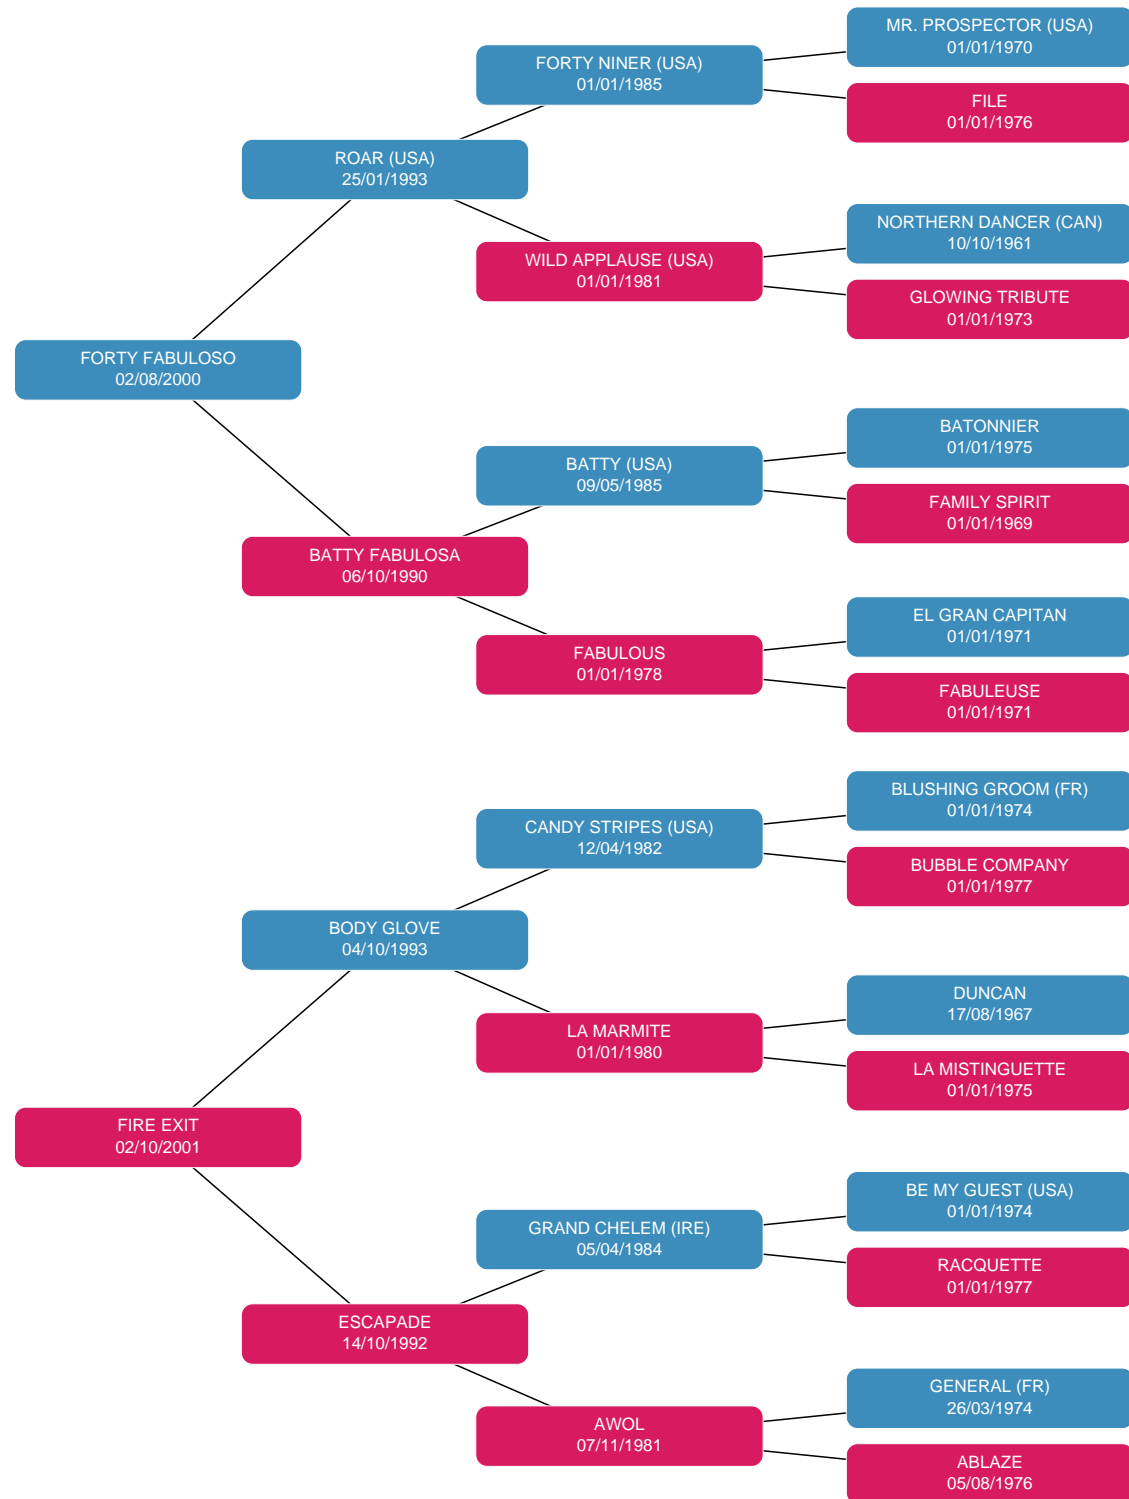 MR. PROSPECTOR (USA)
01/01/1970
FORTY NINER (USA)
01/01/1985
FILE
01/01/1976
ROAR (USA)
25/01/1993
NORTHERN DANCER (CAN)
10/10/1961
WILD APPLAUSE (USA)
01/01/1981
GLOWING TRIBUTE
01/01/1973
FORTY FABULOSO
02/08/2000
BATONNIER
01/01/1975
BATTY (USA)
09/05/1985
FAMILY SPIRIT
01/01/1969
BATTY FABULOSA
06/10/1990
EL GRAN CAPITAN
01/01/1971
FABULOUS
01/01/1978
FABULEUSE
01/01/1971
BLUSHING GROOM (FR)
01/01/1974
CANDY STRIPES (USA)
12/04/1982
BUBBLE COMPANY
01/01/1977
BODY GLOVE
04/10/1993
DUNCAN
17/08/1967
LA MARMITE
01/01/1980
LA MISTINGUETTE
01/01/1975
FIRE EXIT
02/10/2001
BE MY GUEST (USA)
01/01/1974
GRAND CHELEM (IRE)
05/04/1984
RACQUETTE
01/01/1977
ESCAPADE
14/10/1992
GENERAL (FR)
26/03/1974
AWOL
07/11/1981
ABLAZE
05/08/1976